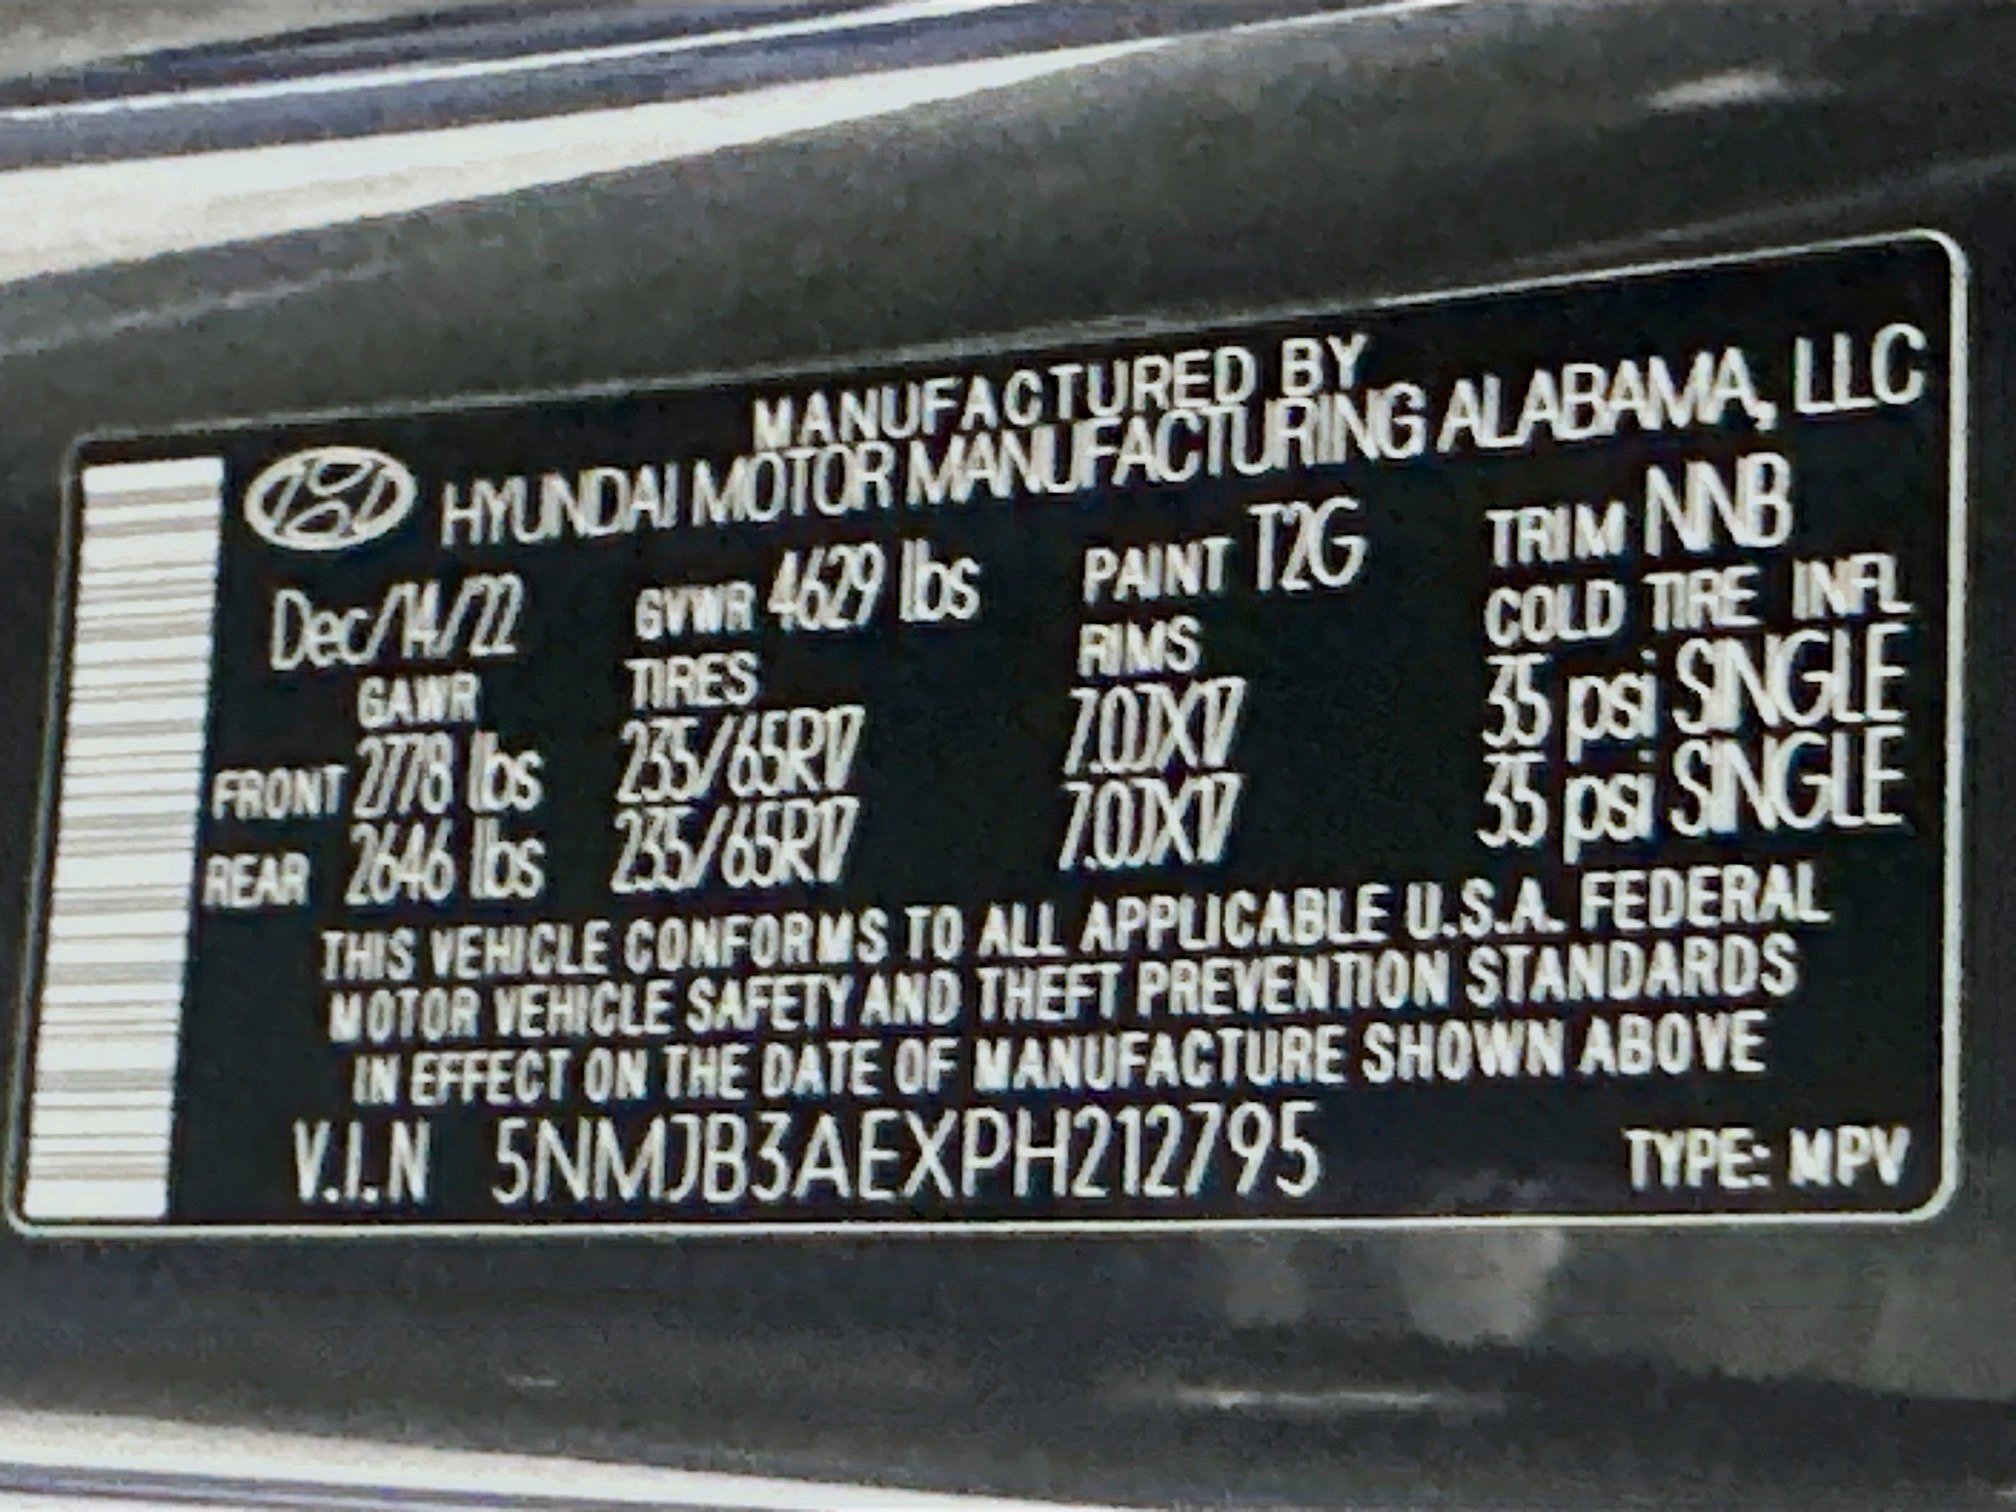 MANUFACTURED BY
HYUNDAI MOTOR MANUFACTURING ALABAMA, LLC
Dec/14/22 GVWR 4629 lbs PAINT T2G TRIM NNB
GAWR TIRES RIMS COLD TIRE INFL
FRONT 2778 lbs 235/65R17 7.0JX17 35 psi SINGLE
REAR 2646 lbs 235/65R17 7.0JX17 35 psi SINGLE
THIS VEHICLE CONFORMS TO ALL APPLICABLE U.S.A. FEDERAL
MOTOR VEHICLE SAFETY AND THEFT PREVENTION STANDARDS
IN EFFECT ON THE DATE OF MANUFACTURE SHOWN ABOVE
V.I.N 5NMJB3AEXPH212795 TYPE: MPV